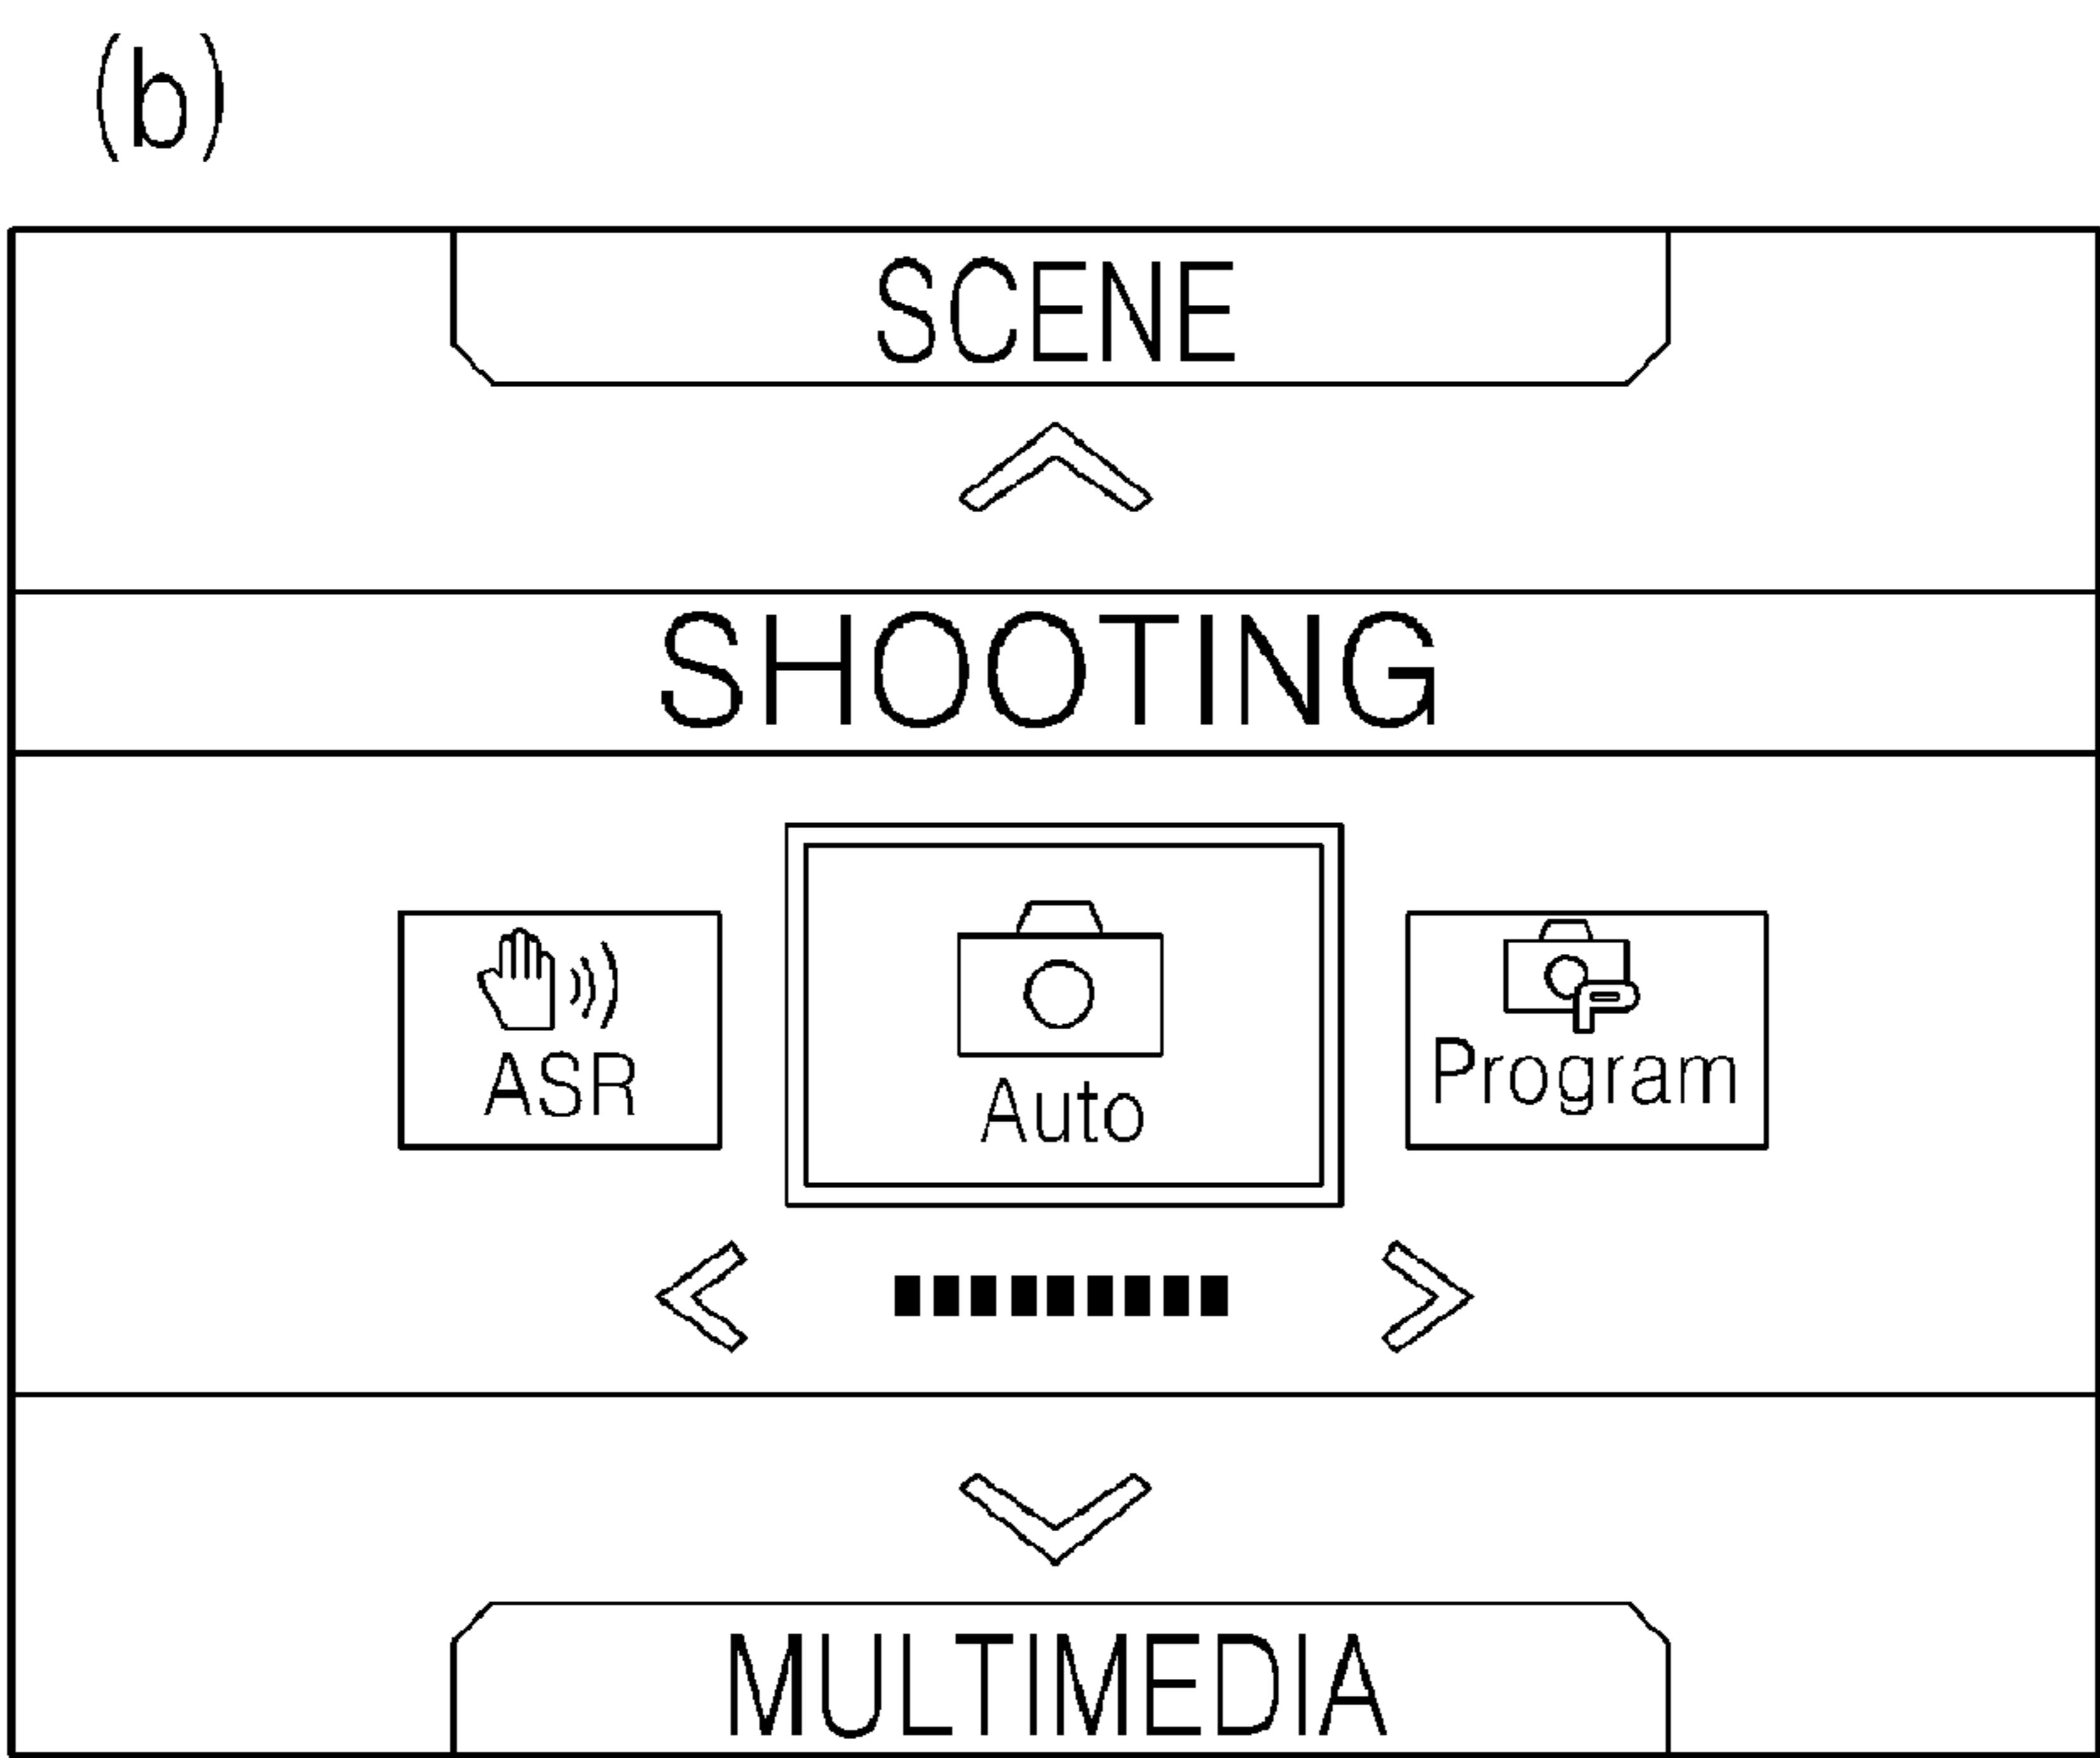 (b)
SCENE
SHOOTING
ASR
Auto
Program
MULTIMEDIA